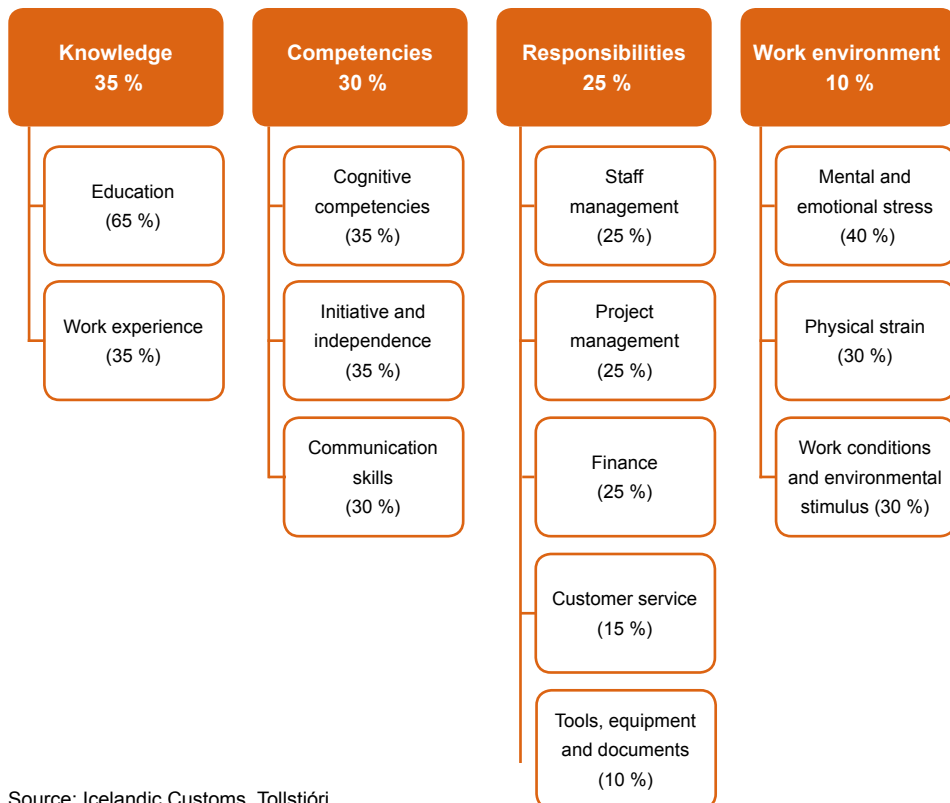 Knowledge
35 %
Education
(65 %)
Work experience
(35 %)
Competencies
30 %
Cognitive
competencies
(35 %)
Initiative and
independence
(35 %)
Communication
skills
(30 %)
Responsibilities
25 %
Staff
management
(25 %)
Project
management
(25 %)
Finance
(25 %)
Customer service
(15 %)
Tools, equipment
and documents
(10 %)
Work environment
10 %
Mental and
emotional stress
(40 %)
Physical strain
(30 %)
Work conditions
and environmental
stimulus (30 %)
Source: Icelandic Customs, Tollstjóri